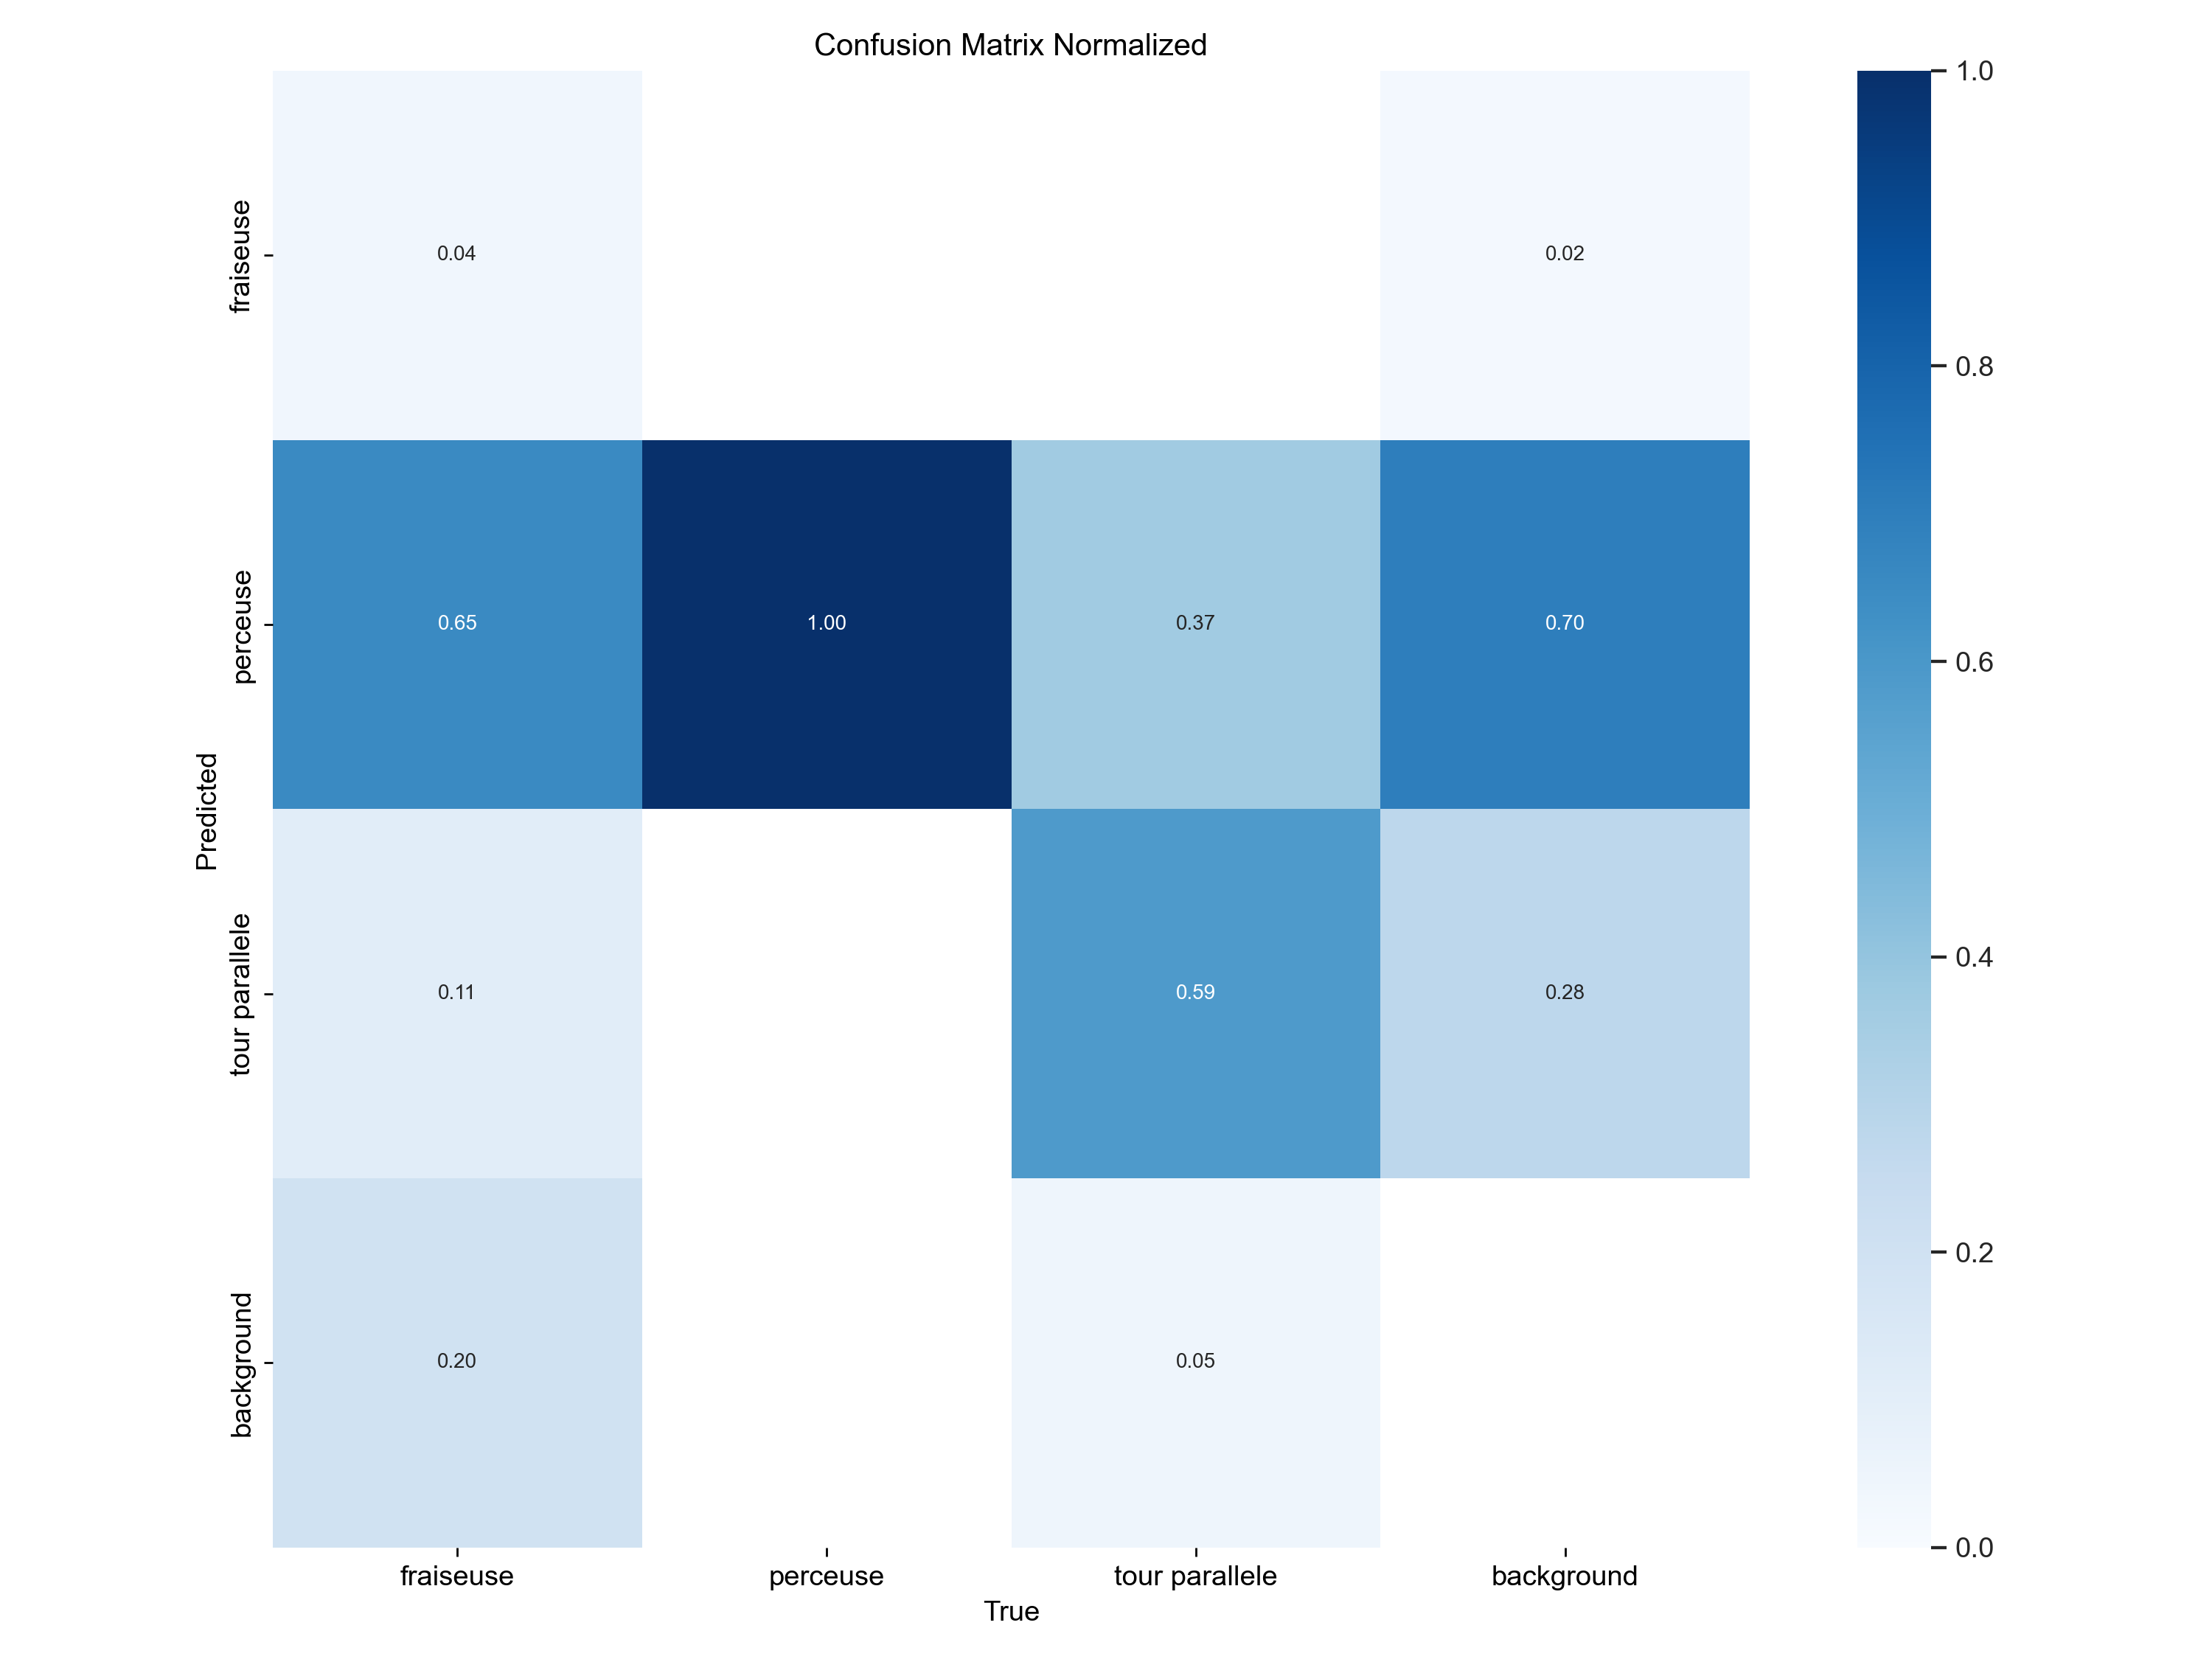 Confusion Matrix Normalized
1.0
fraiseuse
0.04
0.02
0.8
perceuse
0.65
1.00
0.37
0.70
0.6
Predicted
tour parallele
0.11
0.59
0.28
0.4
background
0.20
0.05
0.2
0.0
fraiseuse
perceuse
tour parallele
background
True